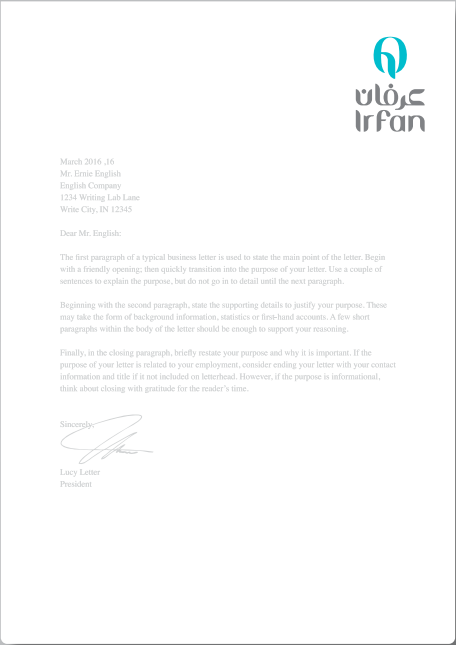 عرفان
Irfan
March 2016 ,16
Mr. Ernie English
English Company
1234 Writing Lab Lane
Write City, IN 12345
Dear Mr. English:
The first paragraph of a typical business letter is used to state the main point of the letter. Begin
with a friendly opening; then quickly transition into the purpose of your letter. Use a couple of
sentences to explain the purpose, but do not go in to detail until the next paragraph.
Beginning with the second paragraph, state the supporting details to justify your purpose. These
may take the form of background information, statistics or first-hand accounts. A few short
paragraphs within the body of the letter should be enough to support your reasoning.
Finally, in the closing paragraph, briefly restate your purpose and why it is important. If the
purpose of your letter is related to your employment, consider ending your letter with your contact
information and title if it not included on letterhead. However, if the purpose is informational,
think about closing with gratitude for the reader's time.
Sincerely,
Lucy Letter
President